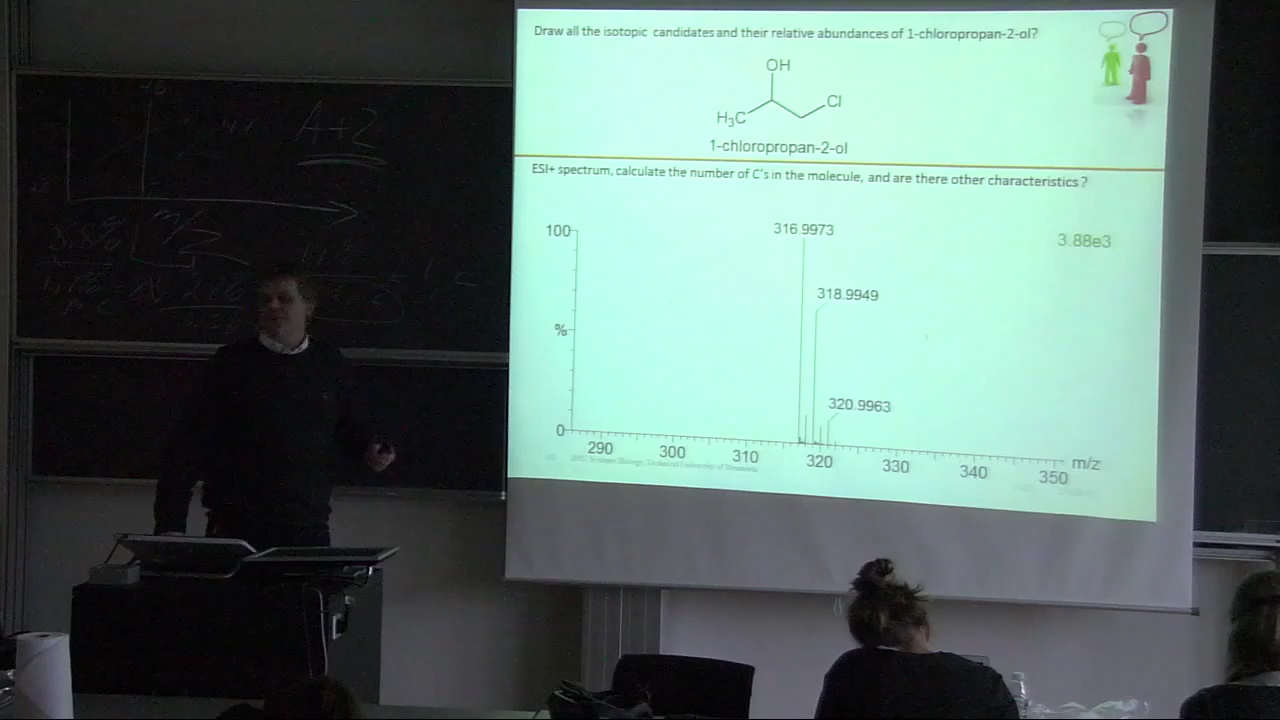 Draw all the isotopic candidates and their relative abundances of 1-chloropropan-2-ol?
OH
Cl
H₃C
1-chloropropan-2-ol
ESI+ spectrum, calculate the number of C's in the molecule, and are there other characteristics?
316.9973
100
3.88e3
318.9949
%
320.9963
0
290
300
310
320
330
340
350
m/z
A+2
m/z